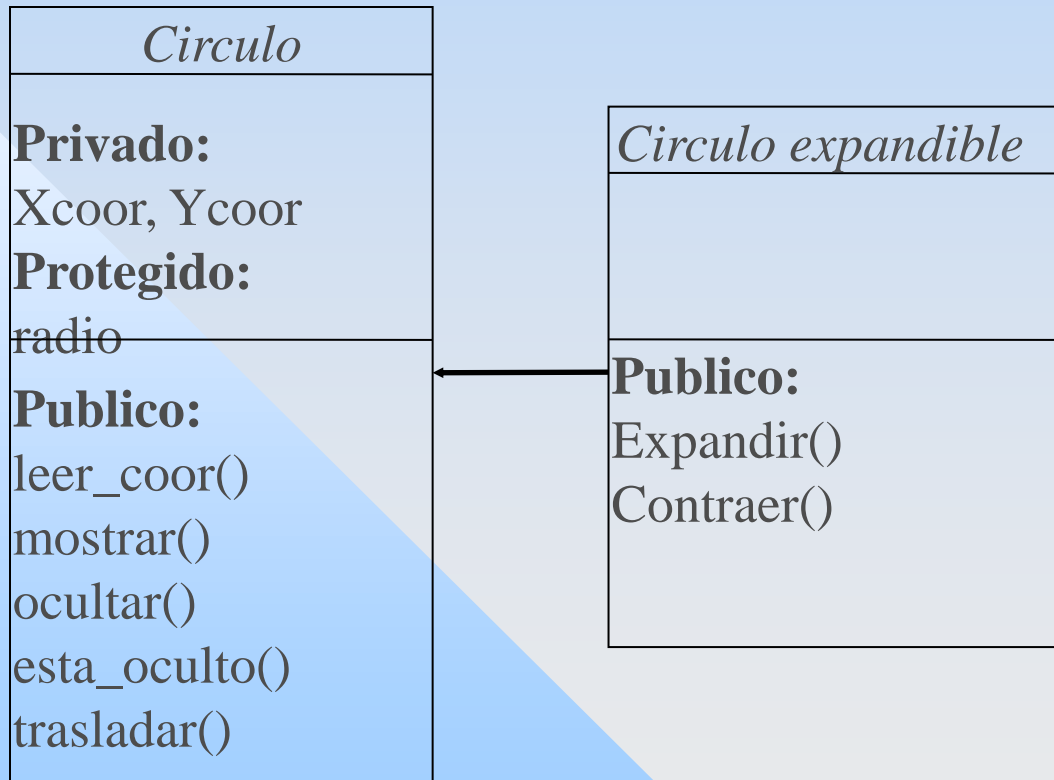 Circulo
Privado:
Xcoor, Ycoor
Protegido:
radio
Publico:
leer_coor()
mostrar()
ocultar()
esta_oculto()
trasladar()
Circulo expandible
Publico:
Expandir()
Contraer()